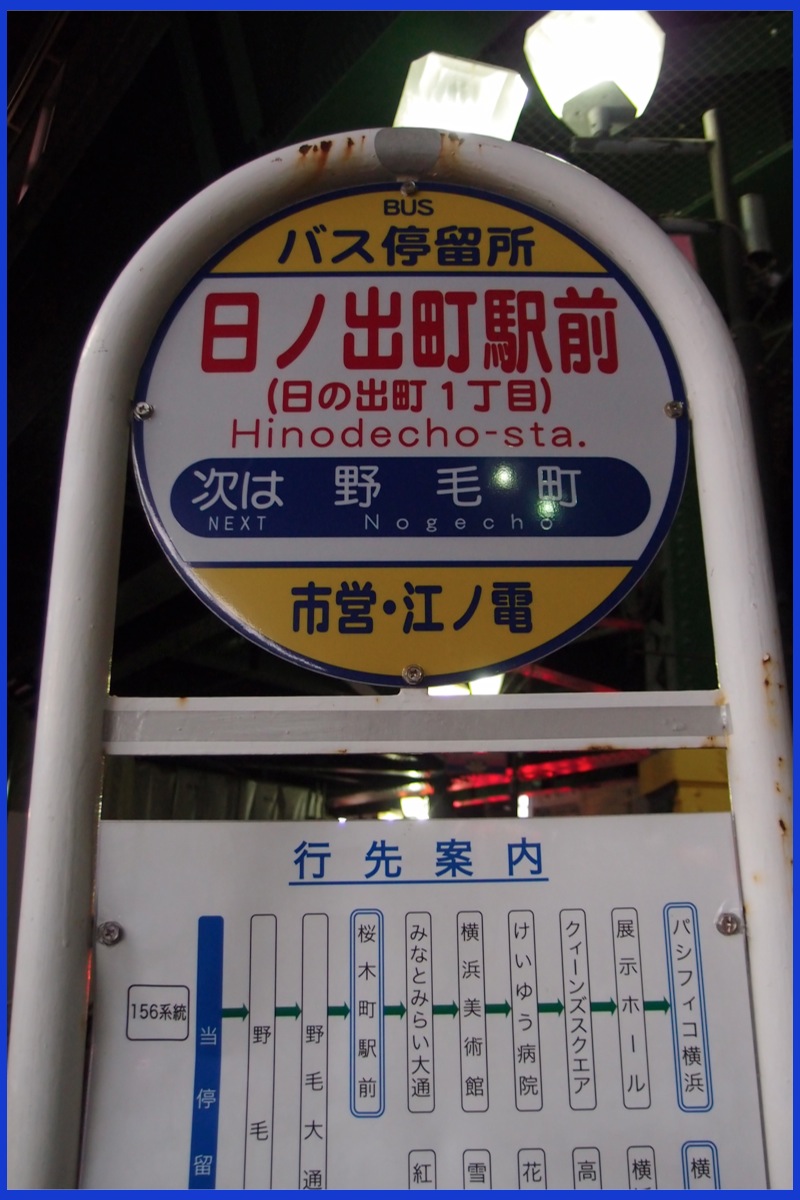 BUS
バス停留所
日ノ出町駅前
(日の出町1丁目)
Hinodecho-sta.
次は 野毛町
NEXT Nogecho
市営・江ノ電
行先案内
156系統
当停留
野毛
野毛大通
桜木町駅前
みなとみらい大通
横浜美術館
けいゆう病院
クィーンズスクエア
展示ホール
パシフィコ横浜
紅
雪
花
高
横
横